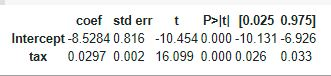 coef std err t P>|t| [0.025 0.975]
Intercept -8.5284 0.816 -10.454 0.000 -10.131 -6.926
tax 0.0297 0.002 16.099 0.000 0.026 0.033